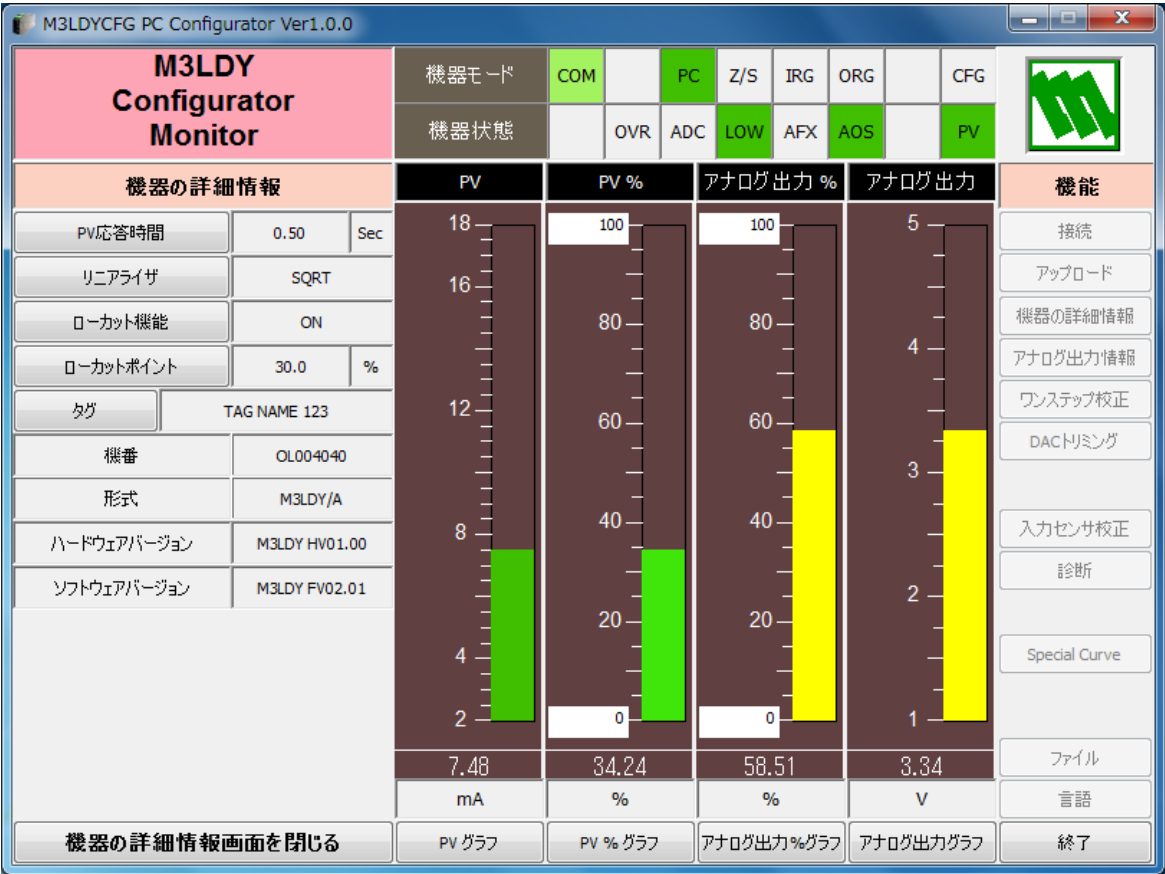 M3LDYCFG PC Configurator Ver1.0.0
M3LDY
Configurator
Monitor
機器モード
COM
PC
Z/S
IRG
ORG
CFG
機器状態
OVR
ADC
LOW
AFX
AOS
PV
機器の詳細情報
PV
PV %
アナログ出力 %
アナログ出力
機能
PV応答時間
0.50
Sec
リニアライザ
SQRT
ローカット機能
ON
ローカットポイント
30.0
%
タグ
TAG NAME 123
機番
OL004040
形式
M3LDY/A
ハードウェアバージョン
M3LDY HV01.00
ソフトウェアバージョン
M3LDY FV02.01
18
16
12
8
4
2
100
80
60
40
20
0
100
80
60
40
20
0
5
4
3
2
1
7.48
34.24
58.51
3.34
mA
%
%
V
接続
アップロード
機器の詳細情報
アナログ出力情報
ワンステップ校正
DACトリミング
入力センサ校正
診断
Special Curve
ファイル
言語
機器の詳細情報画面を閉じる
PV グラフ
PV % グラフ
アナログ出力%グラフ
アナログ出力グラフ
終了